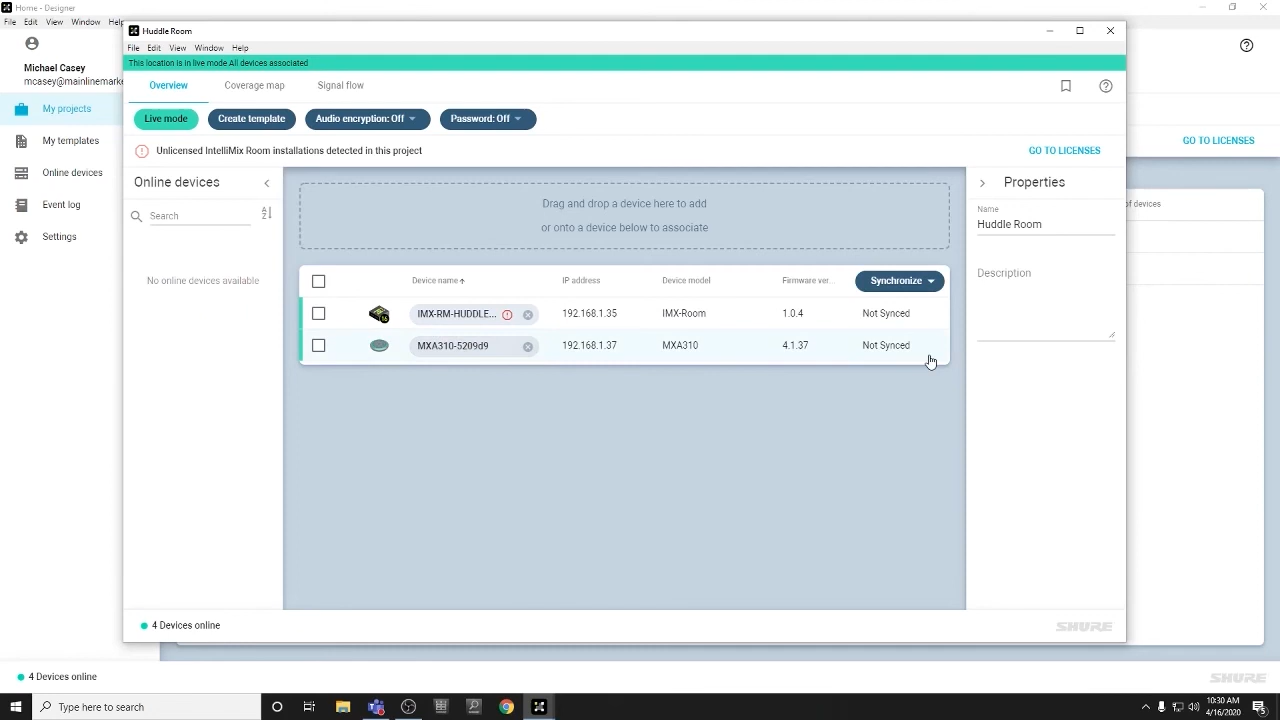 Home - Designer
File Edit View Window Help
Michael Casey
mcasey@mainlinemarke
My projects
My templates
Online devices
Event log
Settings
GO TO LICENSES
of devices
Huddle Room
File Edit View Window Help
This location is in live mode All devices associated
Overview Coverage map Signal flow
Live mode Create template Audio encryption: Off Password: Off
Unlicensed IntelliMix Room installations detected in this project GO TO LICENSES
Online devices
Search
No online devices available
Drag and drop a device here to add
or onto a device below to associate
Device name IP address Device model Firmware ver... Synchronize
IMX-RM-HUDDLE... 192.168.1.35 IMX-Room 1.0.4 Not Synced
MXA310-5209d9 192.168.1.37 MXA310 4.1.37 Not Synced
Properties
Name
Huddle Room
Description
4 Devices online SHURE
4 Devices online SHURE
Type here to search
10:30 AM
4/16/2020